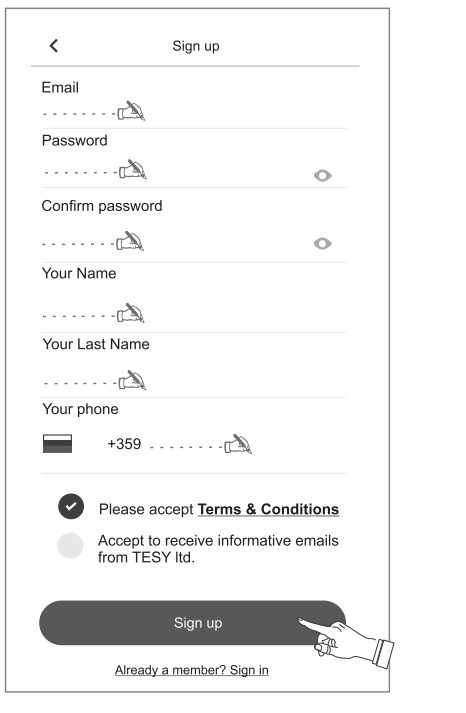 Sign up
Email
Password
Confirm password
Your Name
Your Last Name
Your phone
+359
Please accept Terms & Conditions
Accept to receive informative emails
from TESY ltd.
Sign up
Already a member? Sign in